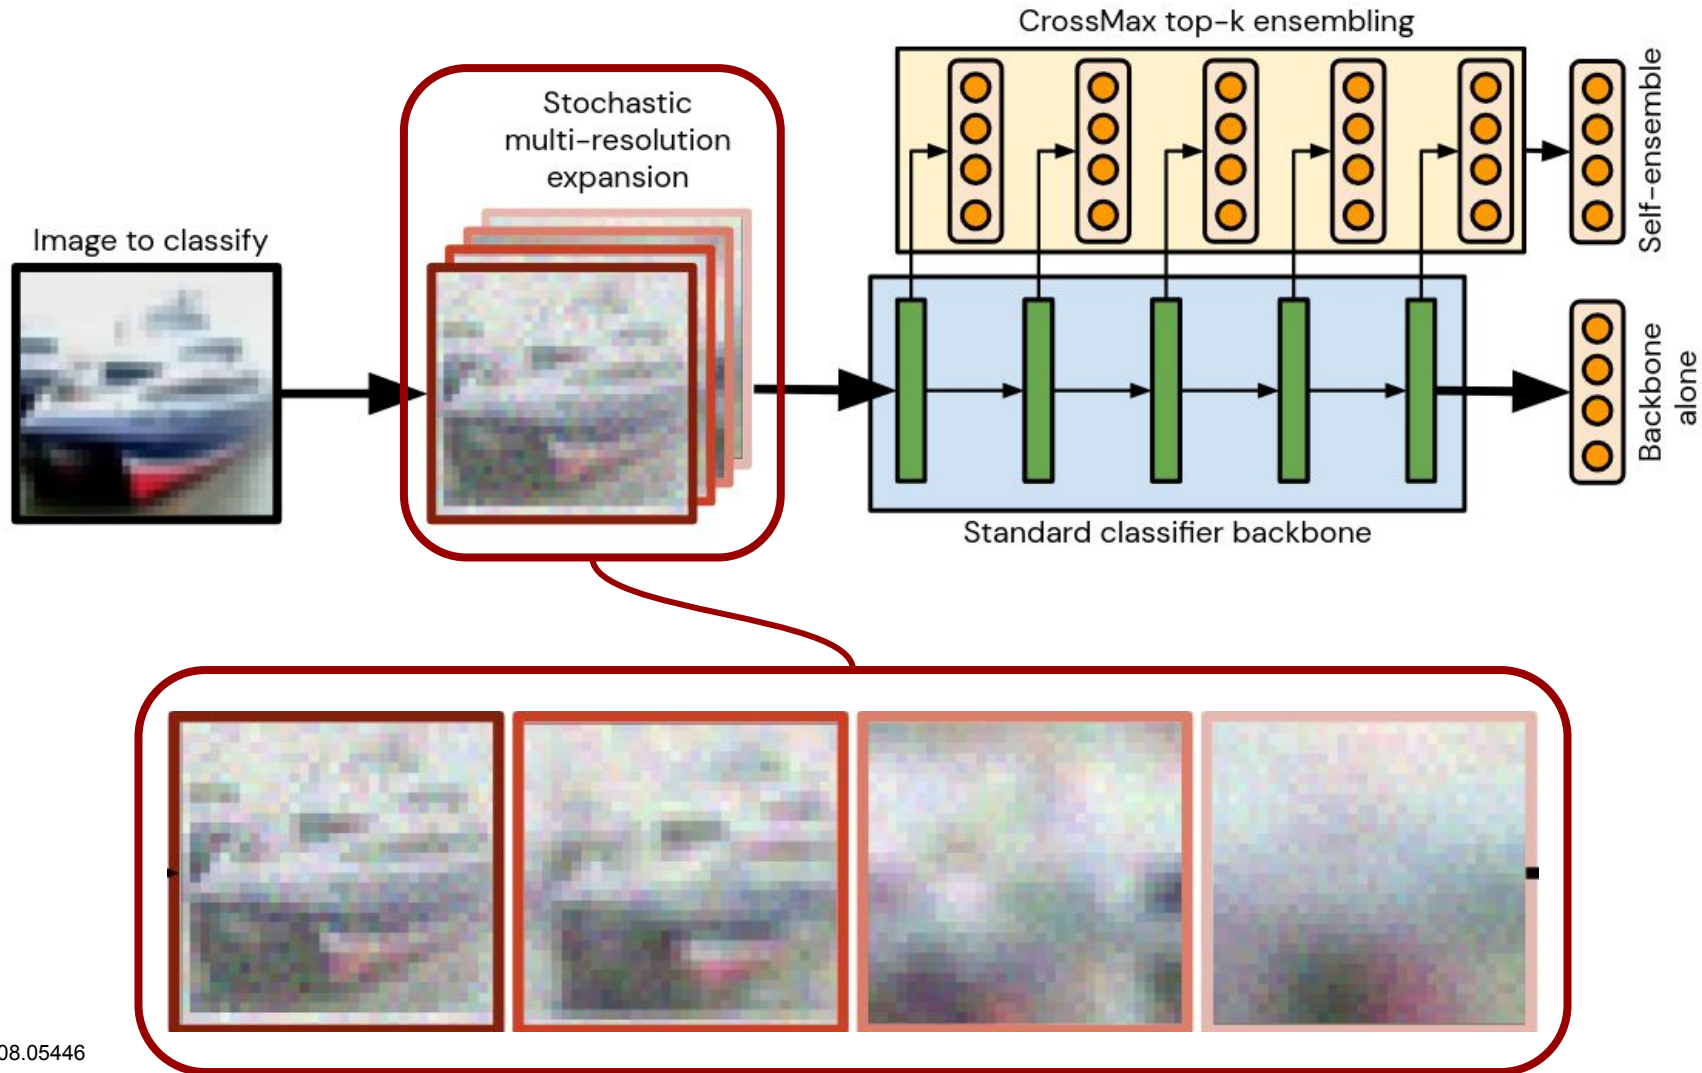 CrossMax top-k ensembling
Stochastic
multi-resolution
expansion
Image to classify
Self-ensemble
Backbone
alone
Standard classifier backbone
08.05446